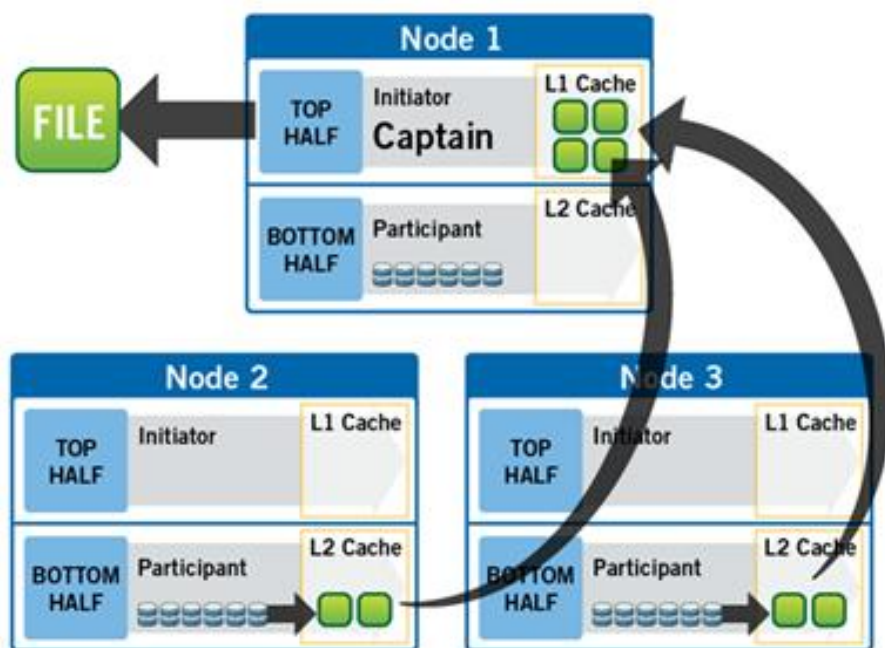 Node 1
FILE
TOP
HALF
Initiator
Captain
L1 Cache
BOTTOM
HALF
Participant
L2 Cache
Node 2
TOP
HALF
Initiator
L1 Cache
BOTTOM
HALF
Participant
L2 Cache
Node 3
TOP
HALF
Initiator
L1 Cache
BOTTOM
HALF
Participant
L2 Cache